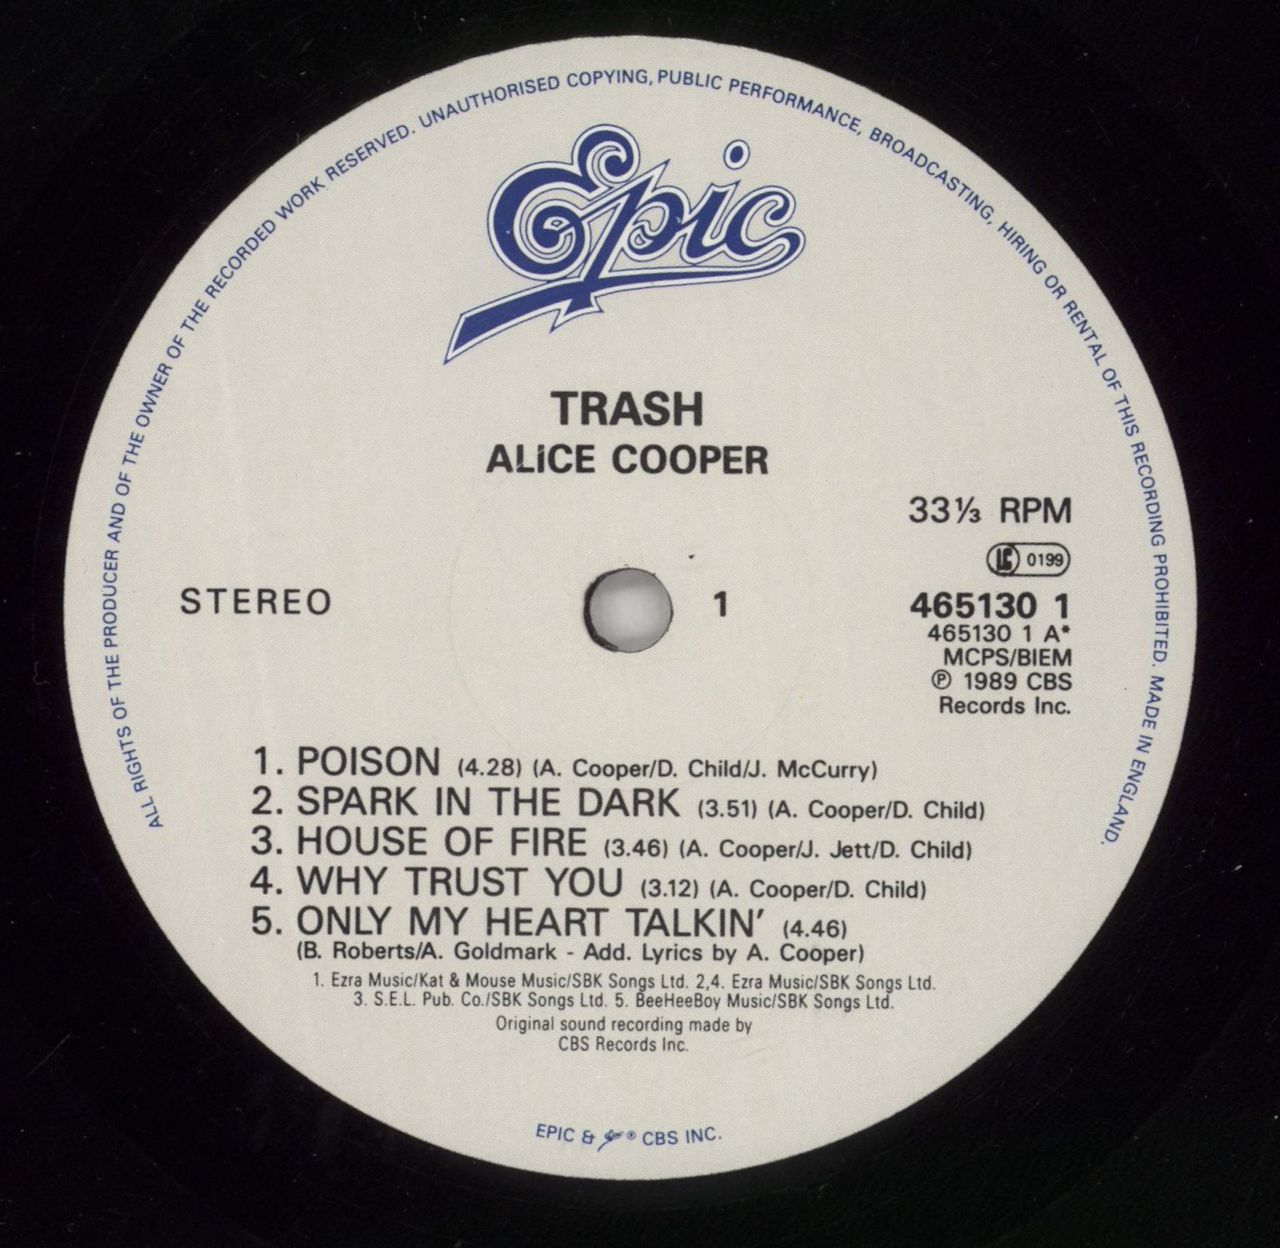 ALL RIGHTS OF THE PRODUCER AND OF THE OWNER OF THE RECORDED WORK RESERVED. UNAUTHORISED COPYING, PUBLIC PERFORMANCE, BROADCASTING, HIRING OR RENTAL OF THIS RECORDING PROHIBITED. MADE IN ENGLAND.
Epic
TRASH
ALiCE COOPER
33⅓ RPM
LC 0199
STEREO
1
465130 1
465130 1 A*
MCPS/BIEM
℗ 1989 CBS
Records Inc.
1. POISON (4.28) (A. Cooper/D. Child/J. McCurry)
2. SPARK IN THE DARK (3.51) (A. Cooper/D. Child)
3. HOUSE OF FIRE (3.46) (A. Cooper/J. Jett/D. Child)
4. WHY TRUST YOU (3.12) (A. Cooper/D. Child)
5. ONLY MY HEART TALKIN' (4.46)
(B. Roberts/A. Goldmark - Add. Lyrics by A. Cooper)
1. Ezra Music/Kat & Mouse Music/SBK Songs Ltd. 2,4. Ezra Music/SBK Songs Ltd.
3. S.E.L. Pub. Co./SBK Songs Ltd. 5. BeeHeeBoy Music/SBK Songs Ltd.
Original sound recording made by
CBS Records Inc.
EPIC & Epic ® CBS INC.